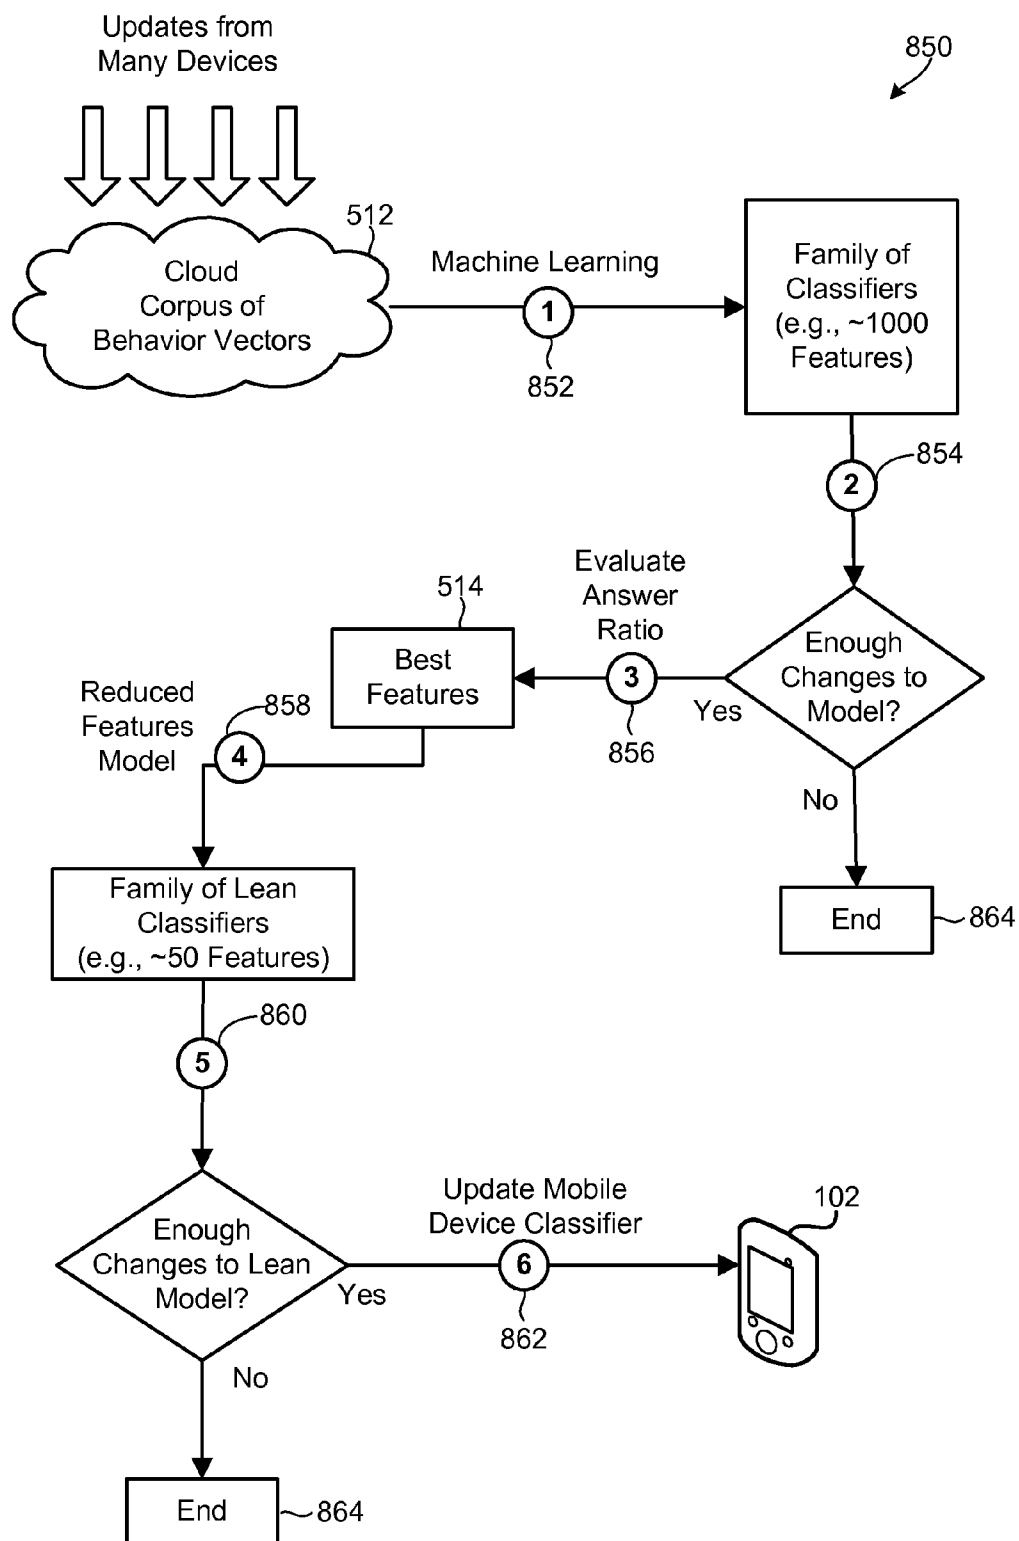 Updates from
Many Devices
850
512
Cloud
Corpus of
Behavior Vectors
Machine Learning
1
852
Family of
Classifiers
(e.g., ~1000
Features)
2
854
Enough
Changes to
Model?
Yes
No
Evaluate
Answer
Ratio
3
856
514
Best
Features
Reduced
Features
Model
858
4
End
864
Family of Lean
Classifiers
(e.g., ~50 Features)
860
5
Enough
Changes to Lean
Model?
Yes
No
Update Mobile
Device Classifier
6
862
102
End
864